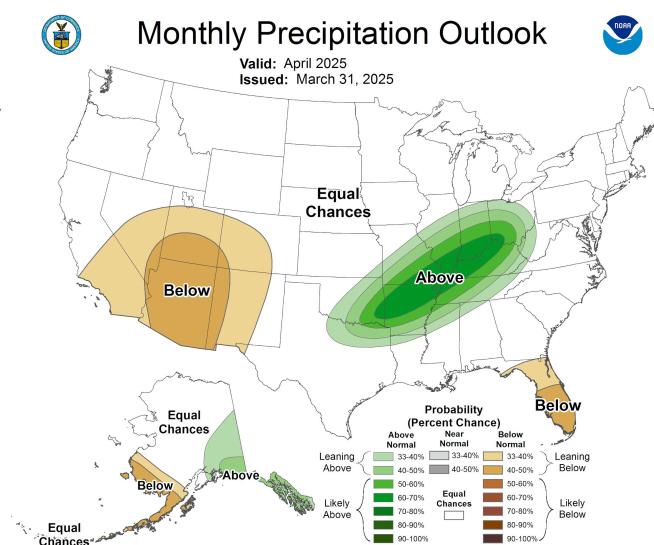 Monthly Precipitation Outlook
NOAA
Valid: April 2025
Issued: March 31, 2025
Equal
Chances
Below
Above
Below
Equal
Chances
Above
Below
Equal
Chances
Probability
(Percent Chance)
Above
Normal
Near
Normal
Below
Normal
Leaning
Above
33-40%
33-40%
33-40%
Leaning
Below
40-50%
40-50%
40-50%
50-60%
Equal
Chances
50-60%
Likely
Above
60-70%
60-70%
Likely
Below
70-80%
70-80%
80-90%
80-90%
90-100%
90-100%